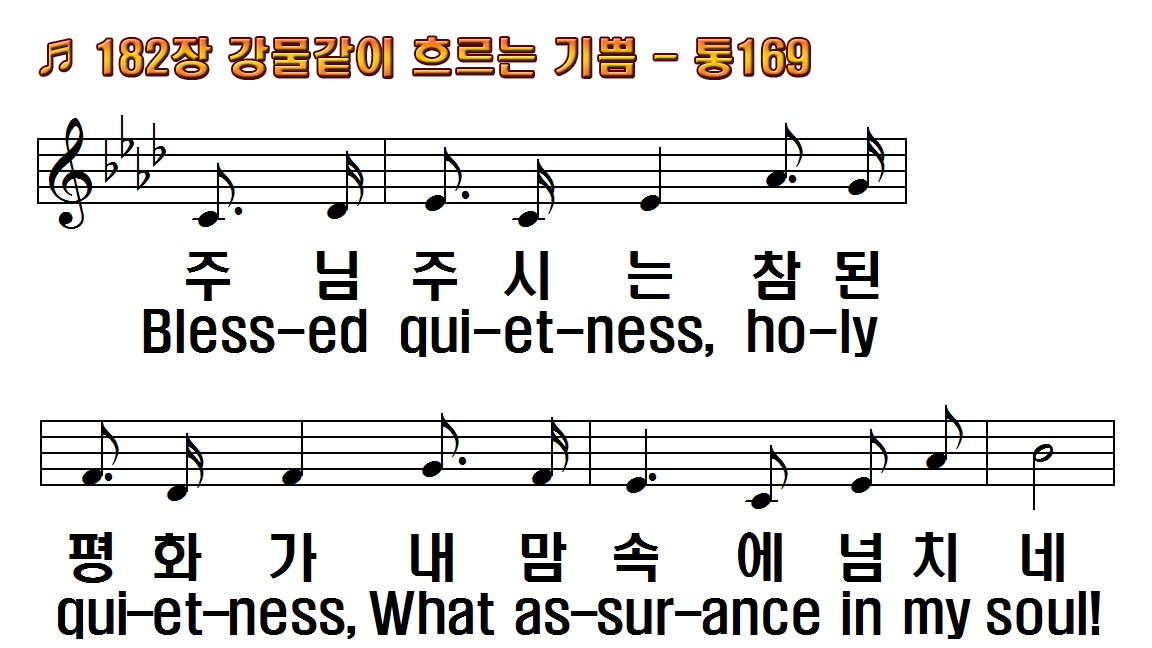 ♬ 182장 강물같이 흐르는 기쁨 - 통169
주 님 주 시 는 참 된
Bless-ed qui-et-ness, ho-ly
평 화 가 내 맘 속 에 넘 치 네
qui-et-ness, What as-sur-ance in my soul!